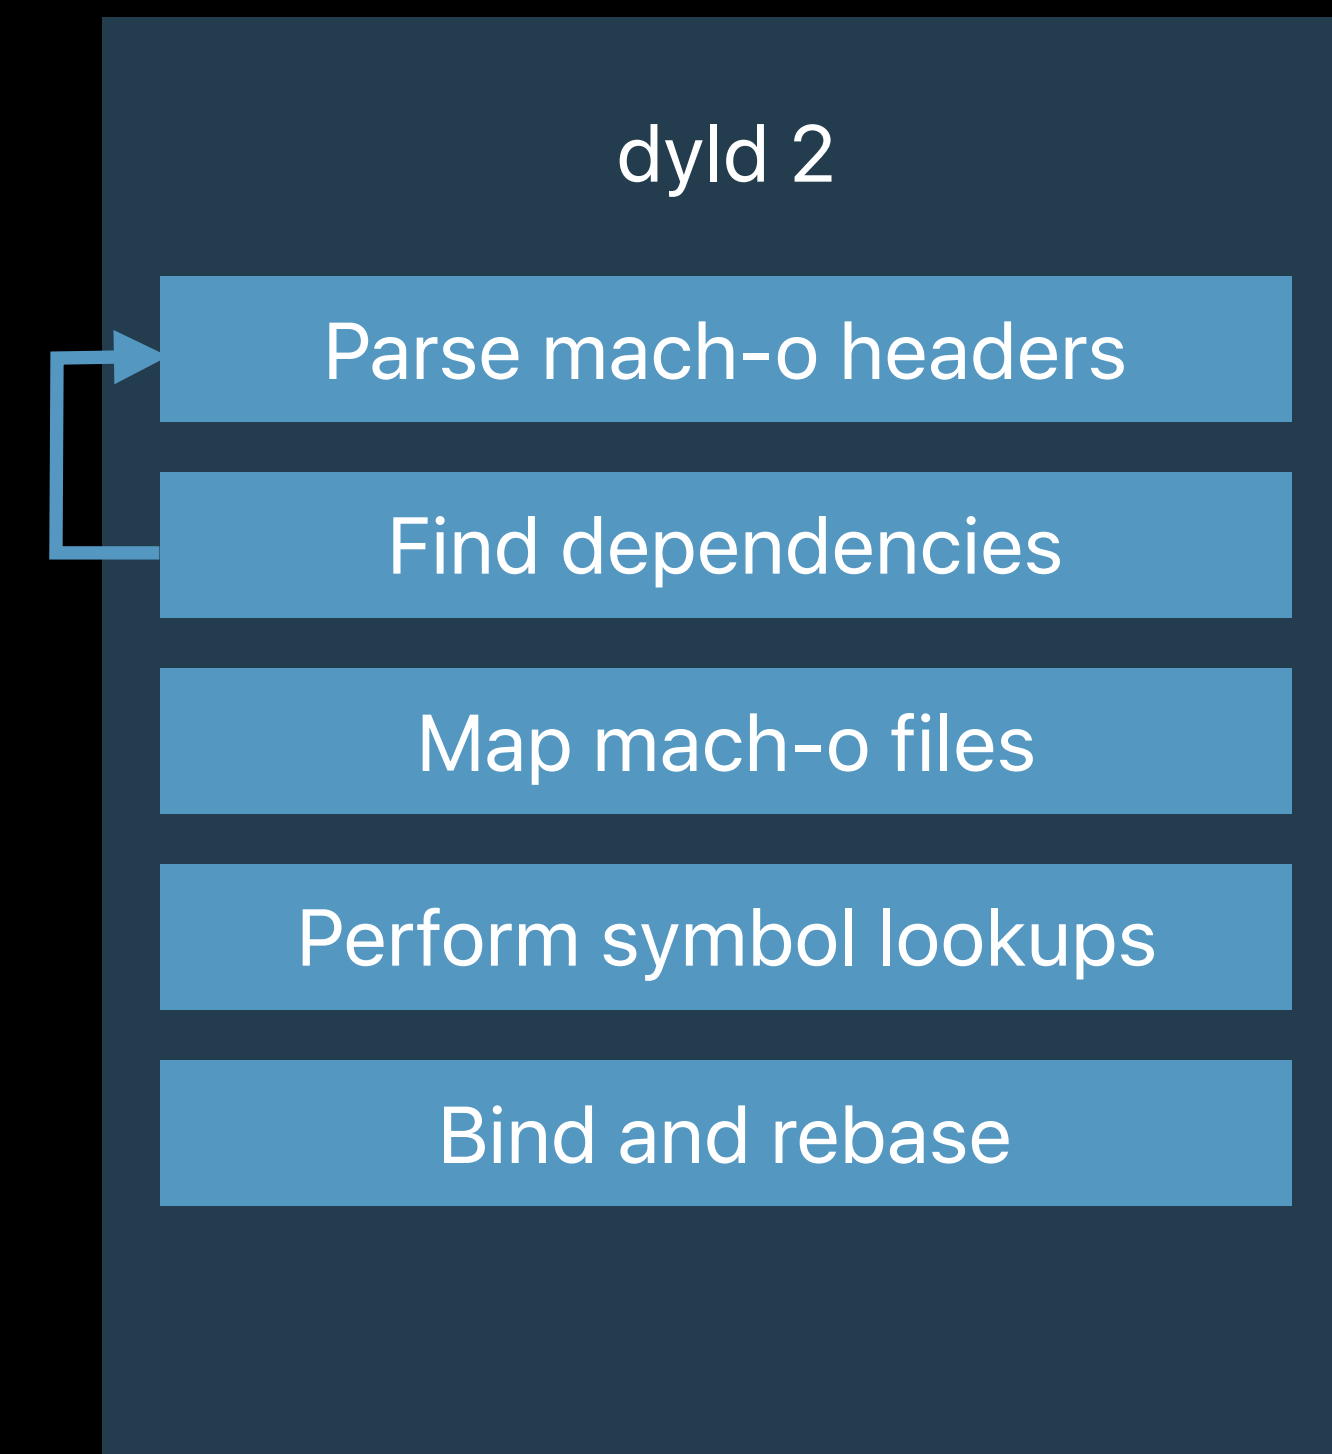 dyld 2
Parse mach-o headers
Find dependencies
Map mach-o files
Perform symbol lookups
Bind and rebase